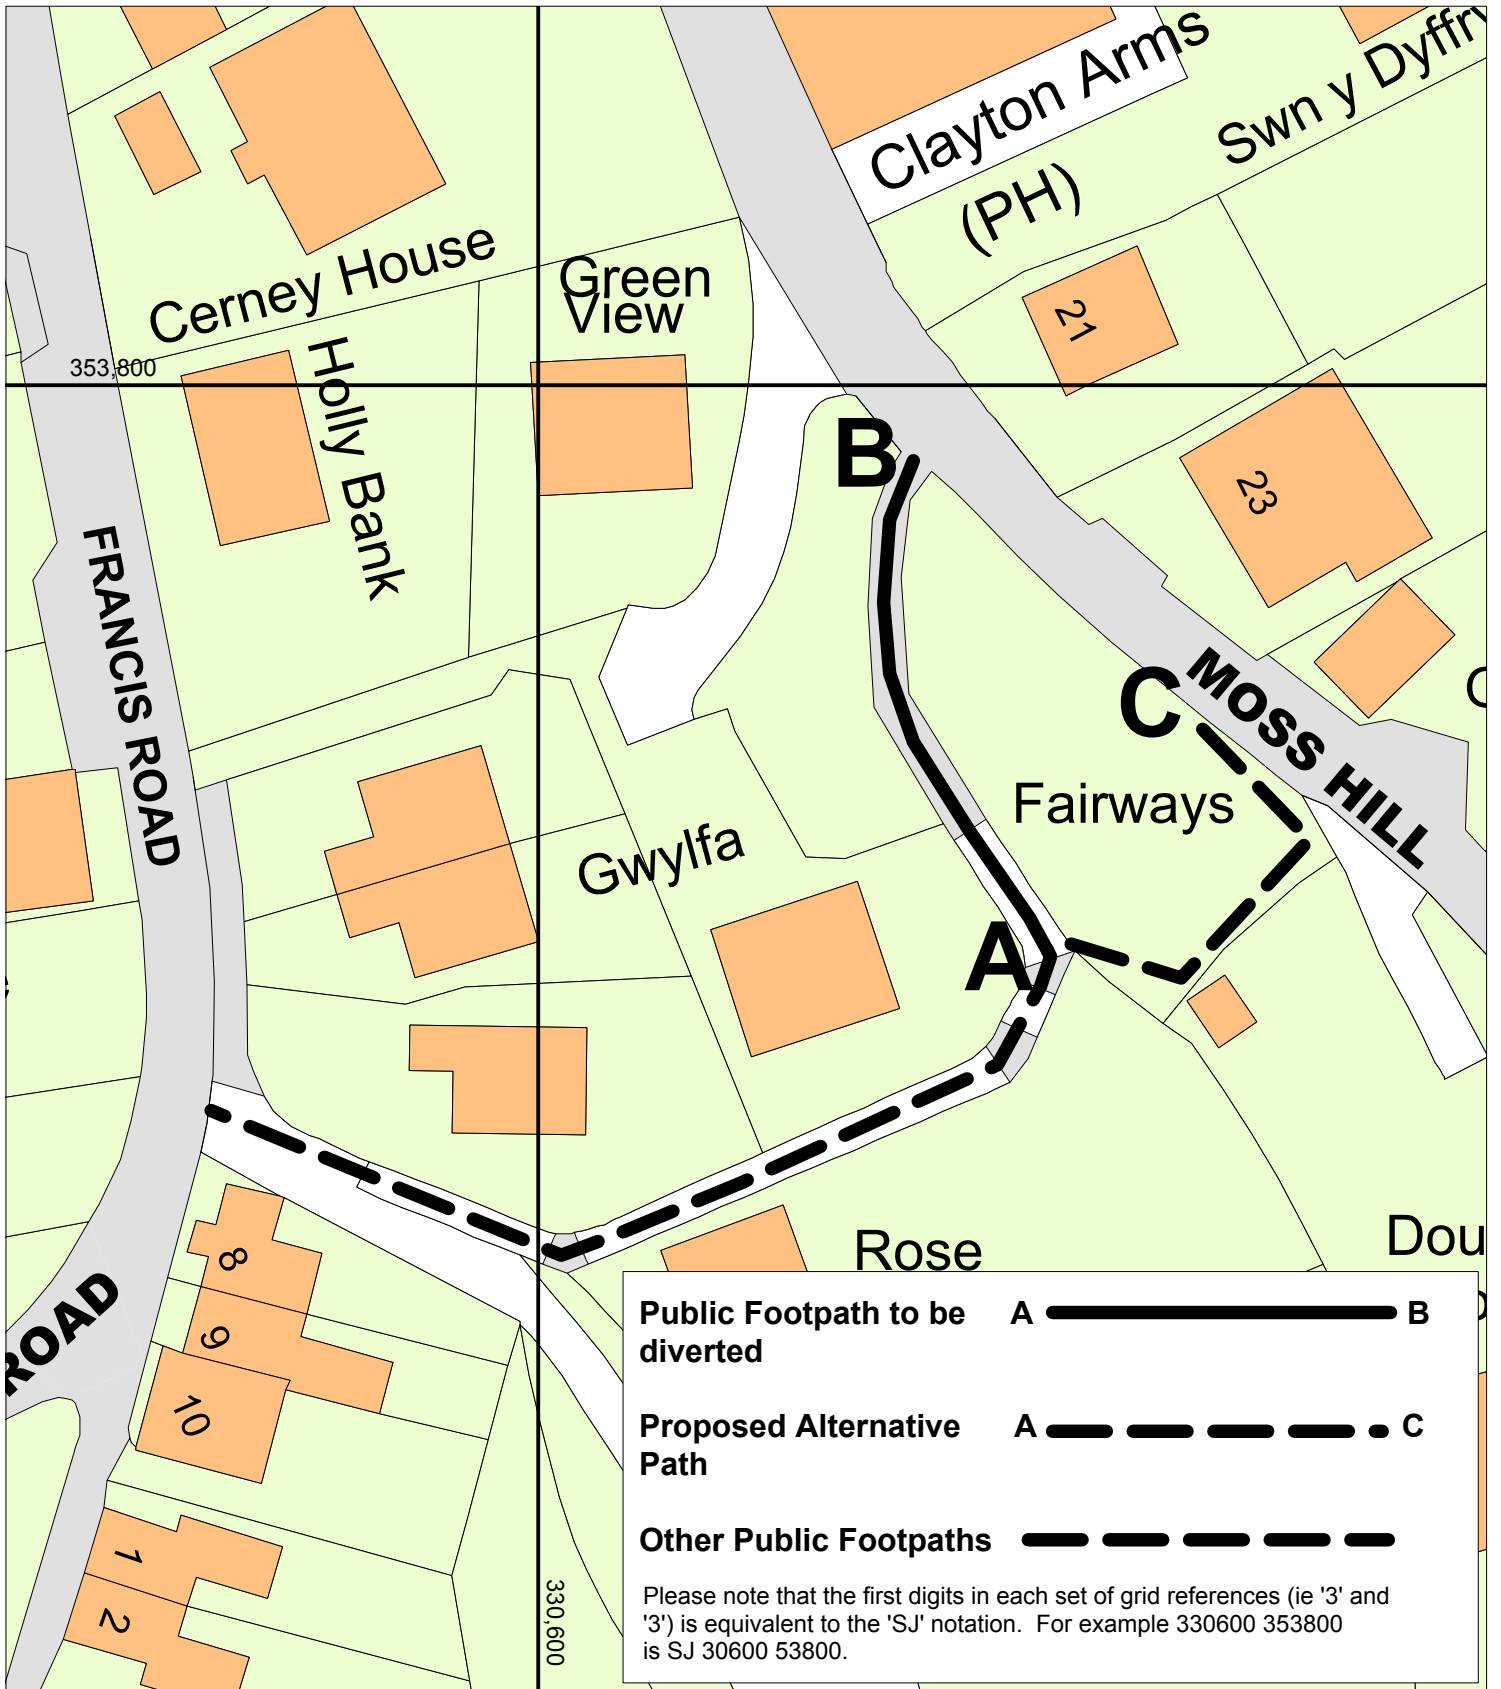 Clayton Arms
(PH)
Swn y Dyffry
Cerney House
Green
View
21
353,800
Holly Bank
B
23
FRANCIS ROAD
C
MOSS HILL
Fairways
Gwylfa
A
8
Rose
Dou
ROAD
9
10
1
2
330,600
Public Footpath to be
diverted
A B
Proposed Alternative
Path
A C
Other Public Footpaths
Please note that the first digits in each set of grid references (ie '3' and
'3') is equivalent to the 'SJ' notation. For example 330600 353800
is SJ 30600 53800.